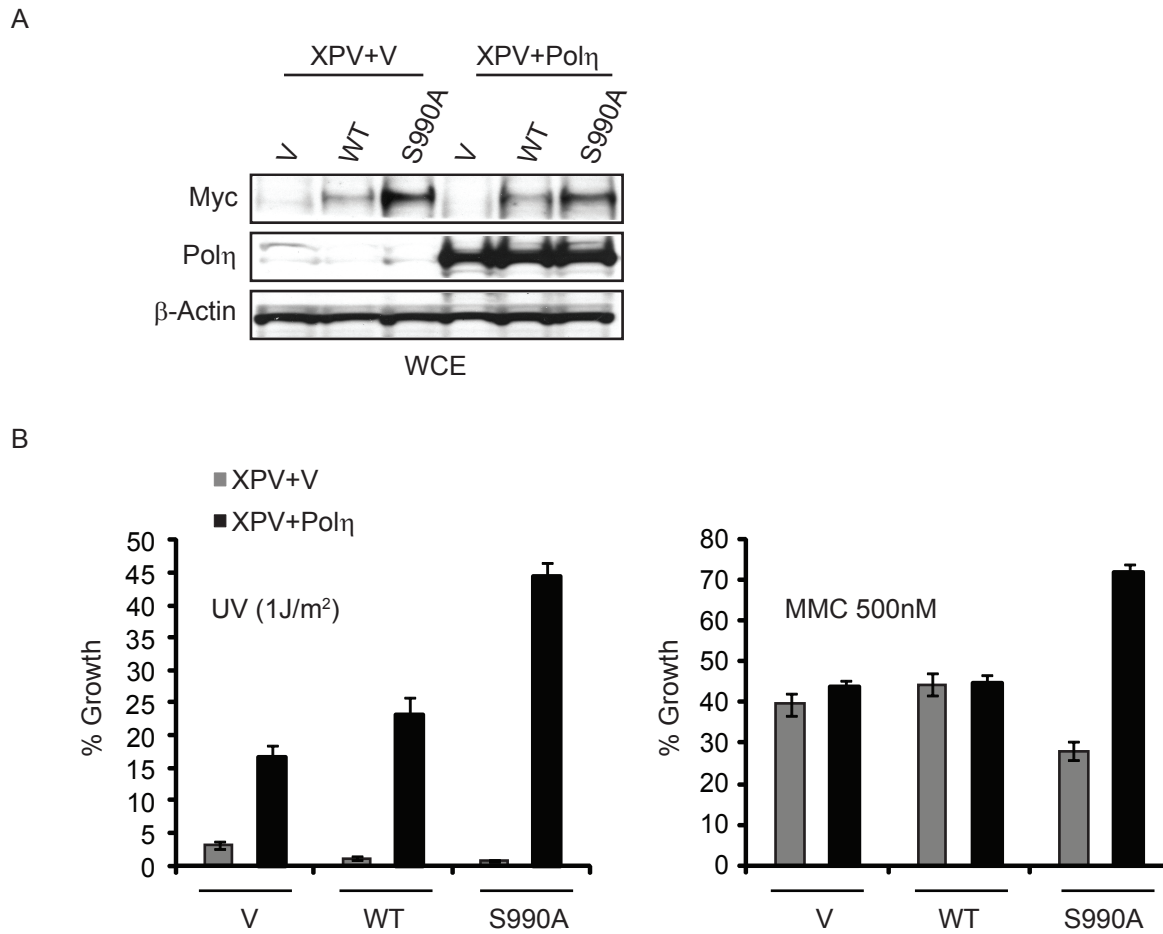 A
XPV+V XPV+Polη
V WT S990A V WT S990A
Myc
Polη
β-Actin
WCE
B
XPV+V
XPV+Polη
50
45
40
35
30
25
20
15
10
5
0
% Growth
UV (1J/m²)
V WT S990A
80
70
60
50
40
30
20
10
0
% Growth
MMC 500nM
V WT S990A